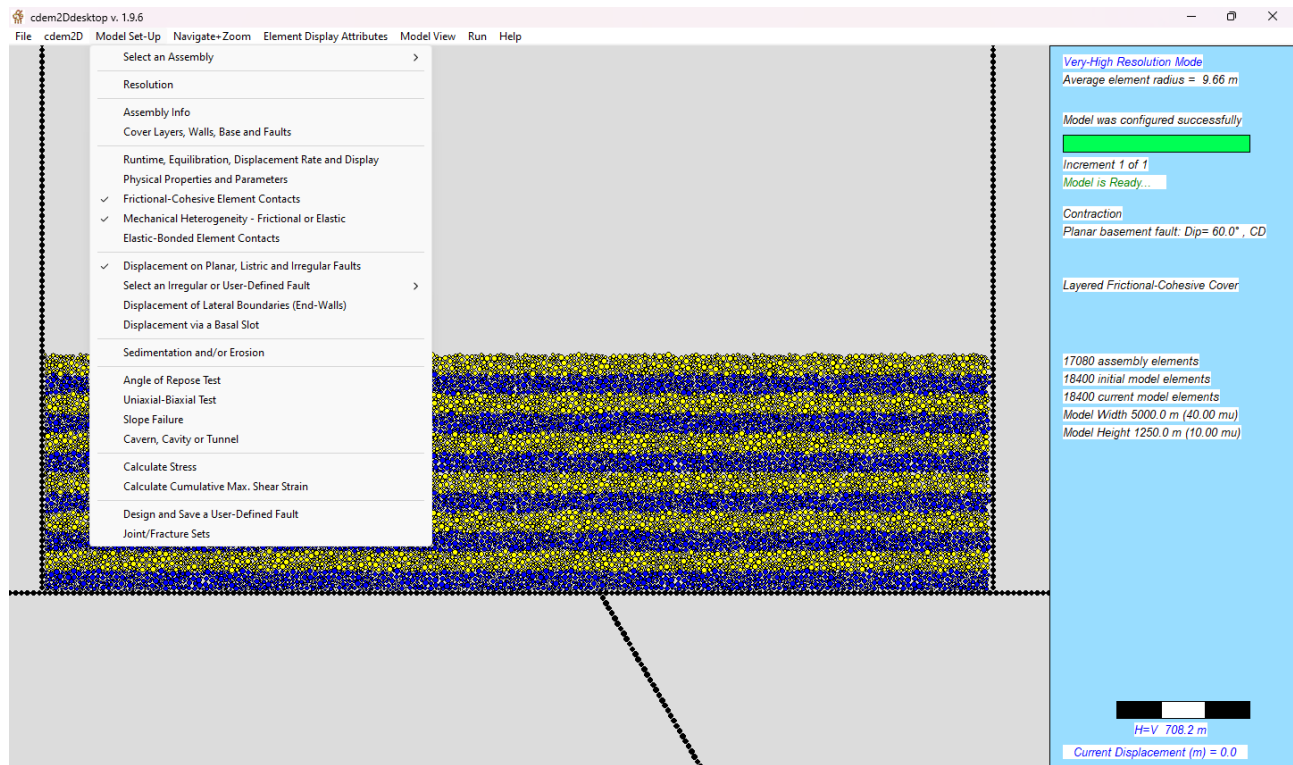 cdem2Ddesktop v. 1.9.6
File cdem2D Model Set-Up Navigate+Zoom Element Display Attributes Model View Run Help
Select an Assembly
Resolution
Assembly Info
Cover Layers, Walls, Base and Faults
Runtime, Equilibration, Displacement Rate and Display
Physical Properties and Parameters
Frictional-Cohesive Element Contacts
Mechanical Heterogeneity - Frictional or Elastic
Elastic-Bonded Element Contacts
Displacement on Planar, Listric and Irregular Faults
Select an Irregular or User-Defined Fault
Displacement of Lateral Boundaries (End-Walls)
Displacement via a Basal Slot
Sedimentation and/or Erosion
Angle of Repose Test
Uniaxial-Biaxial Test
Slope Failure
Cavern, Cavity or Tunnel
Calculate Stress
Calculate Cumulative Max. Shear Strain
Design and Save a User-Defined Fault
Joint/Fracture Sets
Very-High Resolution Mode
Average element radius = 9.66 m
Model was configured successfully
Increment 1 of 1
Model is Ready...
Contraction
Planar basement fault: Dip= 60.0° , CD
Layered Frictional-Cohesive Cover
17080 assembly elements
18400 initial model elements
18400 current model elements
Model Width 5000.0 m (40.00 mu)
Model Height 1250.0 m (10.00 mu)
H=V 708.2 m
Current Displacement (m) = 0.0